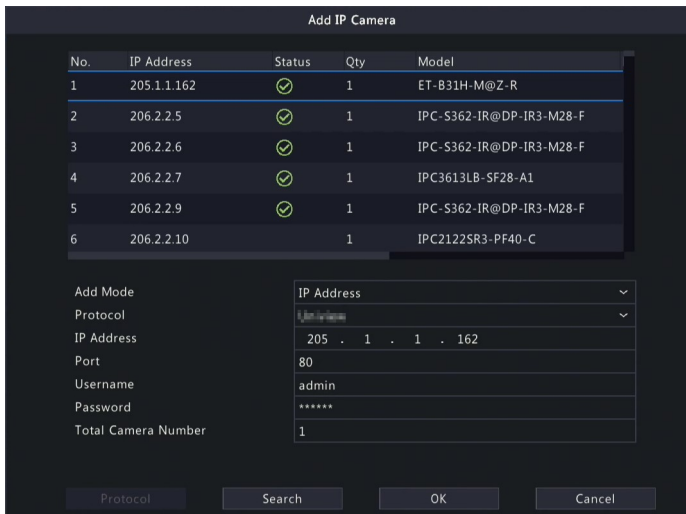 Add IP Camera
No. IP Address Status Qty Model
1 205.1.1.162 1 ET-B31H-M@Z-R
2 206.2.2.5 1 IPC-S362-IR@DP-IR3-M28-F
3 206.2.2.6 1 IPC-S362-IR@DP-IR3-M28-F
4 206.2.2.7 1 IPC3613LB-SF28-A1
5 206.2.2.9 1 IPC-S362-IR@DP-IR3-M28-F
6 206.2.2.10 1 IPC2122SR3-PF40-C
Add Mode IP Address
Protocol
IP Address 205 . 1 . 1 . 162
Port 80
Username admin
Password ******
Total Camera Number 1
Protocol Search OK Cancel